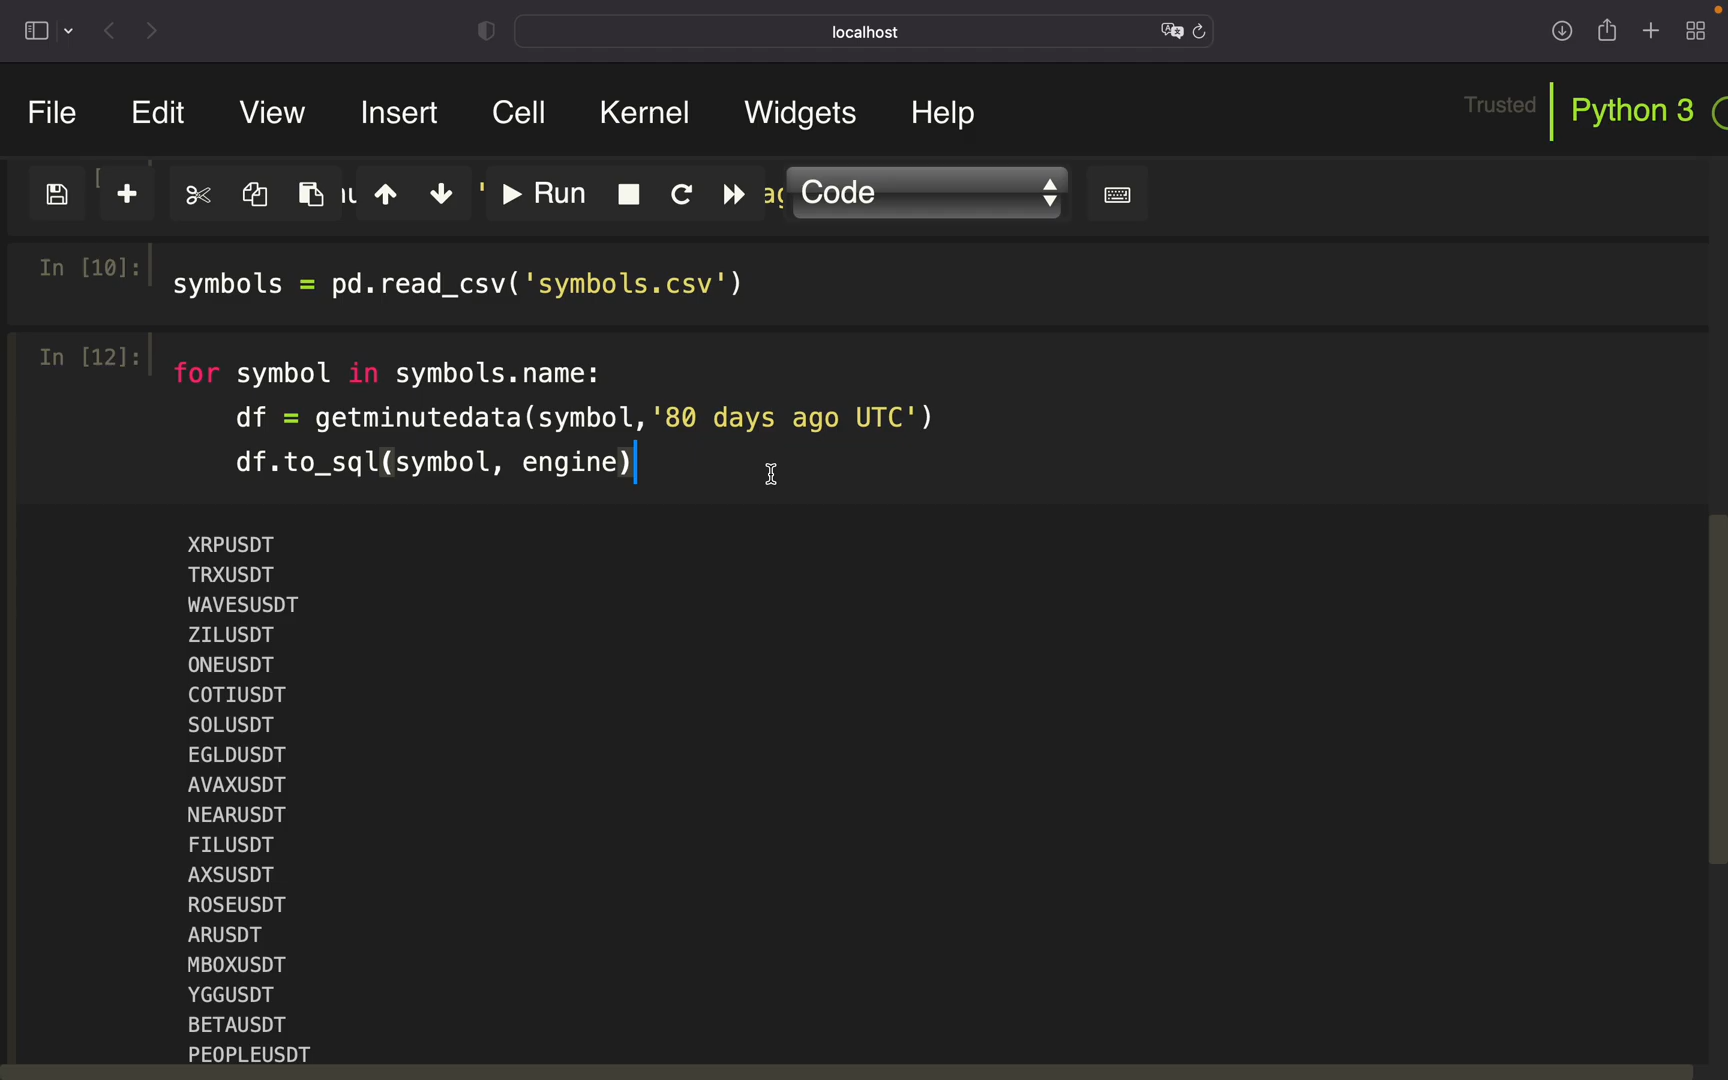 localhost
File Edit View Insert Cell Kernel Widgets Help Trusted Python 3
Run Code
In [10]: symbols = pd.read_csv('symbols.csv')
In [12]: for symbol in symbols.name:
df = getminutedata(symbol,'80 days ago UTC')
df.to_sql(symbol, engine)
XRPUSDT
TRXUSDT
WAVESUSDT
ZILUSDT
ONEUSDT
COTIUSDT
SOLUSDT
EGLDUSDT
AVAXUSDT
NEARUSDT
FILUSDT
AXSUSDT
ROSEUSDT
ARUSDT
MBOXUSDT
YGGUSDT
BETAUSDT
PEOPLEUSDT